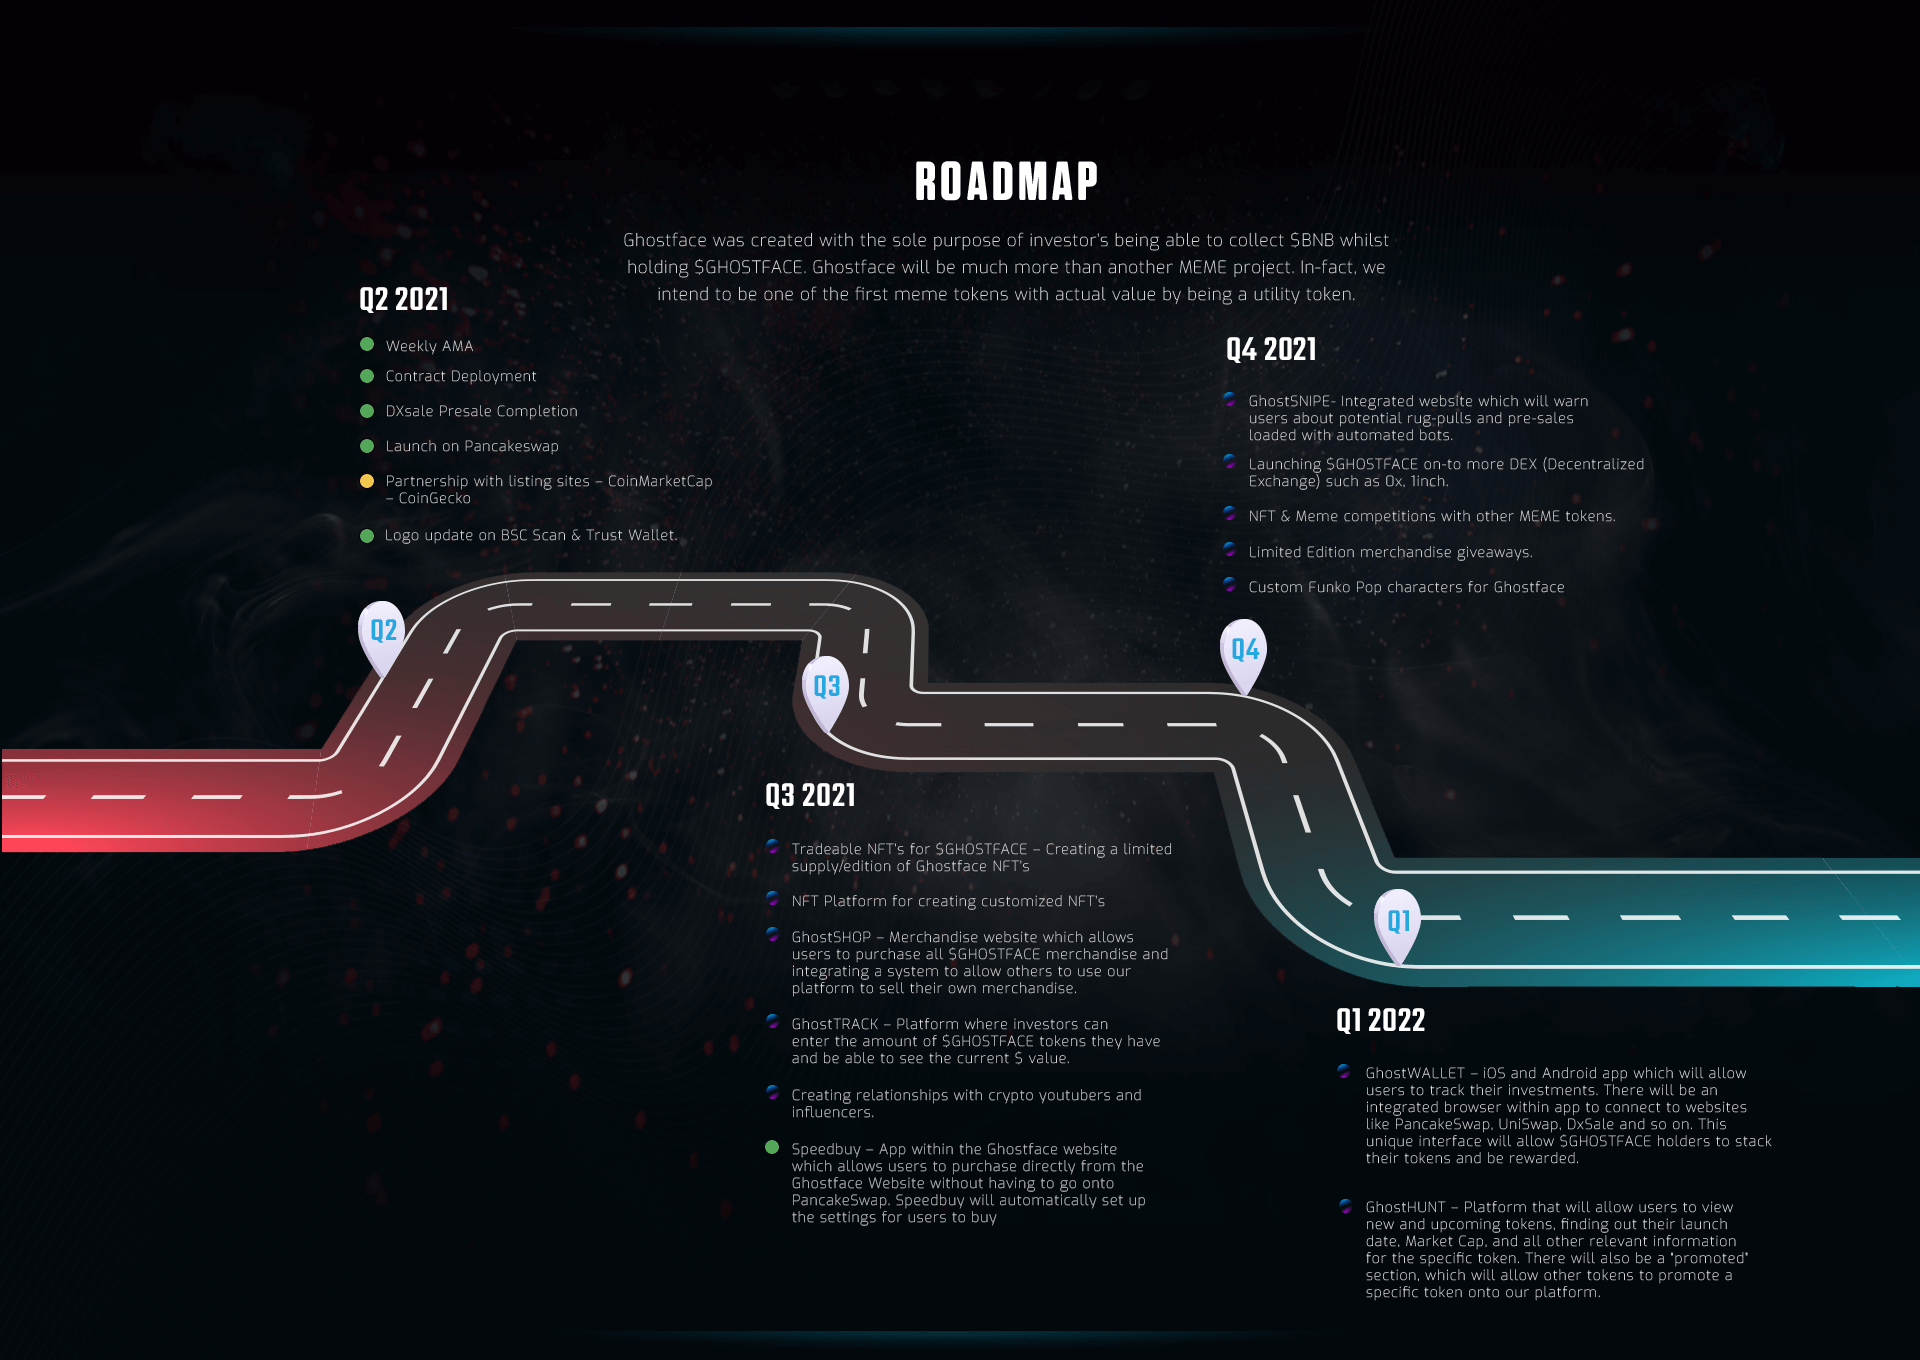 ROADMAP
Ghostface was created with the sole purpose of investor's being able to collect $BNB whilst
holding $GHOSTFACE. Ghostface will be much more than another MEME project. In-fact, we
intend to be one of the first meme tokens with actual value by being a utility token.
Q2 2021
Weekly AMA
Contract Deployment
DXsale Presale Completion
Launch on Pancakeswap
Partnership with listing sites – CoinMarketCap
– CoinGecko
Logo update on BSC Scan & Trust Wallet.
Q4 2021
GhostSNIPE- Integrated website which will warn
users about potential rug-pulls and pre-sales
loaded with automated bots.
Launching $GHOSTFACE on-to more DEX (Decentralized
Exchange) such as 0x, 1inch.
NFT & Meme competitions with other MEME tokens.
Limited Edition merchandise giveaways.
Custom Funko Pop characters for Ghostface
Q2
Q3
Q4
Q1
Q3 2021
Tradeable NFT's for $GHOSTFACE – Creating a limited
supply/edition of Ghostface NFT's
NFT Platform for creating customized NFT's
GhostSHOP – Merchandise website which allows
users to purchase all $GHOSTFACE merchandise and
integrating a system to allow others to use our
platform to sell their own merchandise.
GhostTRACK – Platform where investors can
enter the amount of $GHOSTFACE tokens they have
and be able to see the current $ value.
Creating relationships with crypto youtubers and
influencers.
Speedbuy – App within the Ghostface website
which allows users to purchase directly from the
Ghostface Website without having to go onto
PancakeSwap. Speedbuy will automatically set up
the settings for users to buy
Q1 2022
GhostWALLET – iOS and Android app which will allow
users to track their investments. There will be an
integrated browser within app to connect to websites
like PancakeSwap, UniSwap, DxSale and so on. This
unique interface will allow $GHOSTFACE holders to stack
their tokens and be rewarded.
GhostHUNT – Platform that will allow users to view
new and upcoming tokens, finding out their launch
date, Market Cap, and all other relevant information
for the specific token. There will also be a "promoted"
section, which will allow other tokens to promote a
specific token onto our platform.